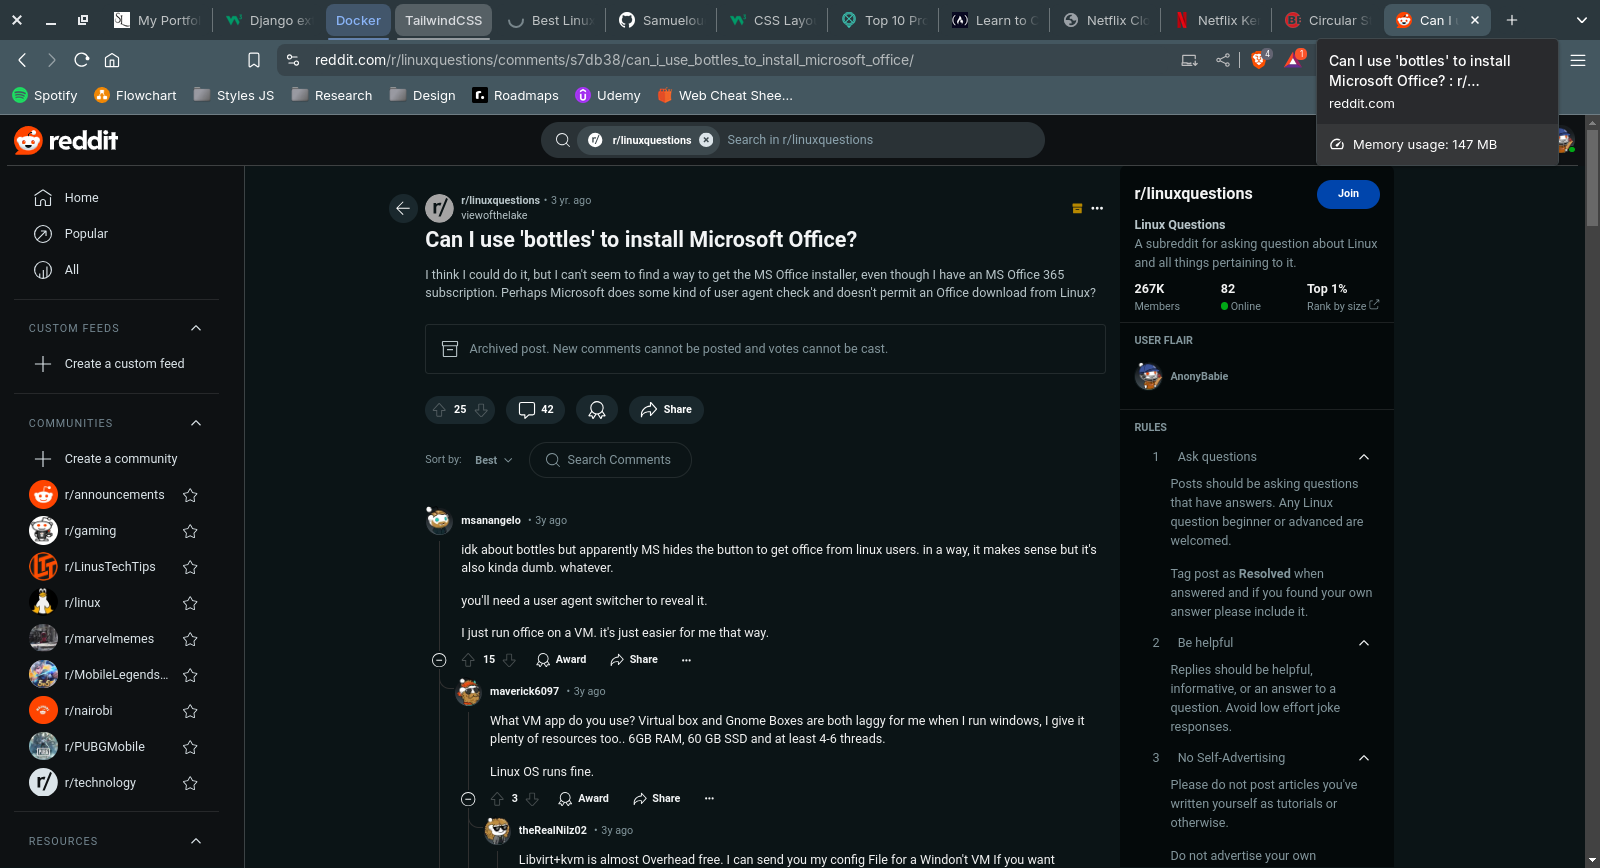 My Portfo
Django ex
Docker
TailwindCSS
Best Linu
Samuelou
CSS Layo
Top 10 Pr
Learn to C
Netflix Clo
Netflix Ke
Circular S
Can I u
reddit.com/r/linuxquestions/comments/s7db38/can_i_use_bottles_to_install_microsoft_office/
4
1
Can I use 'bottles' to install
Microsoft Office? : r/...
reddit.com
Memory usage: 147 MB
Spotify
Flowchart
Styles JS
Research
Design
Roadmaps
Udemy
Web Cheat Shee...
reddit
r/linuxquestions
Search in r/linuxquestions
Home
Popular
All
CUSTOM FEEDS
Create a custom feed
COMMUNITIES
Create a community
r/announcements
r/gaming
r/LinusTechTips
r/linux
r/marvelmemes
r/MobileLegends...
r/nairobi
r/PUBGMobile
r/technology
RESOURCES
r/linuxquestions • 3 yr. ago
viewofthelake
Can I use 'bottles' to install Microsoft Office?
I think I could do it, but I can't seem to find a way to get the MS Office installer, even though I have an MS Office 365
subscription. Perhaps Microsoft does some kind of user agent check and doesn't permit an Office download from Linux?
Archived post. New comments cannot be posted and votes cannot be cast.
25
42
Share
Sort by:
Best
Search Comments
msanangelo • 3y ago
idk about bottles but apparently MS hides the button to get office from linux users. in a way, it makes sense but it's
also kinda dumb. whatever.
you'll need a user agent switcher to reveal it.
I just run office on a VM. it's just easier for me that way.
15
Award
Share
maverick6097 • 3y ago
What VM app do you use? Virtual box and Gnome Boxes are both laggy for me when I run windows, I give it
plenty of resources too.. 6GB RAM, 60 GB SSD and at least 4-6 threads.
Linux OS runs fine.
3
Award
Share
theRealNilz02 • 3y ago
Libvirt+kvm is almost Overhead free. I can send you my config File for a Windon't VM If you want
r/linuxquestions
Join
Linux Questions
A subreddit for asking question about Linux
and all things pertaining to it.
267K
82
Top 1%
Members
Online
Rank by size
USER FLAIR
AnonyBabie
RULES
1 Ask questions
Posts should be asking questions
that have answers. Any Linux
question beginner or advanced are
welcomed.
Tag post as Resolved when
answered and if you found your own
answer please include it.
2 Be helpful
Replies should be helpful,
informative, or an answer to a
question. Avoid low effort joke
responses.
3 No Self-Advertising
Please do not post articles you've
written yourself as tutorials or
otherwise.
Do not advertise your own